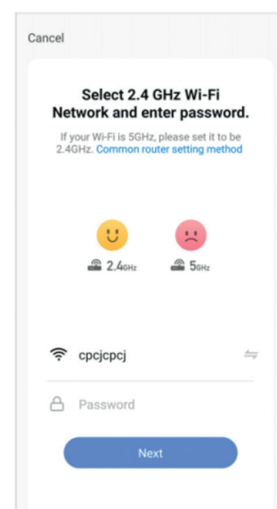 Cancel
Select 2.4 GHz Wi-Fi
Network and enter password.
If your Wi-Fi is 5GHz, please set it to be
2.4GHz. Common router setting method
2.4GHz 5GHz
cpcjcpcj
Password
Next